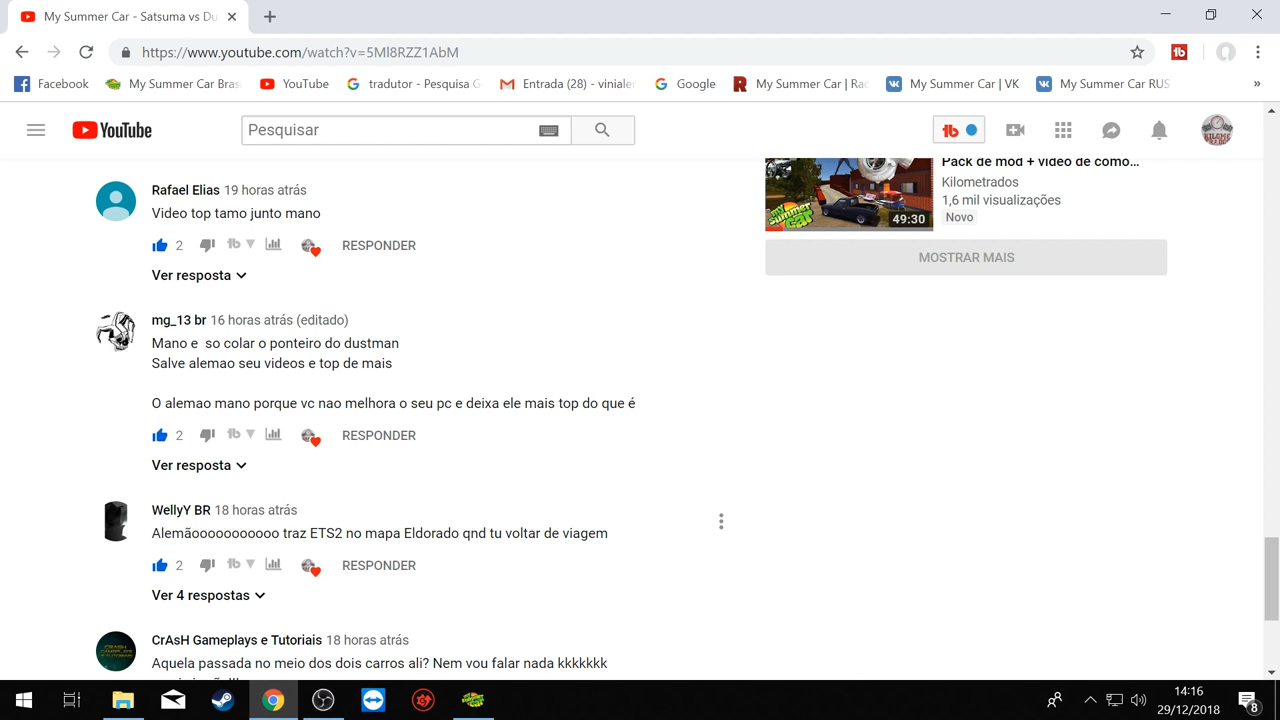 My Summer Car - Satsuma vs Du
https://www.youtube.com/watch?v=5Ml8RZZ1AbM
Facebook My Summer Car Bras YouTube tradutor - Pesquisa G Entrada (28) - vinialer Google My Summer Car | Rac My Summer Car | VK My Summer Car RUS »
YouTube Pesquisar
Pack de mod + video de como...
Kilometrados
1,6 mil visualizações
Novo
49:30
MOSTRAR MAIS
Rafael Elias 19 horas atrás
Video top tamo junto mano
2 RESPONDER
Ver resposta
mg_13 br 16 horas atrás (editado)
Mano e so colar o ponteiro do dustman
Salve alemao seu videos e top de mais
O alemao mano porque vc nao melhora o seu pc e deixa ele mais top do que é
2 RESPONDER
Ver resposta
WellyY BR 18 horas atrás
Alemãooooooooooo traz ETS2 no mapa Eldorado qnd tu voltar de viagem
2 RESPONDER
Ver 4 respostas
CrAsH Gameplays e Tutoriais 18 horas atrás
Aquela passada no meio dos dois carros ali? Nem vou falar nada kkkkkkk
14:16
29/12/2018
8